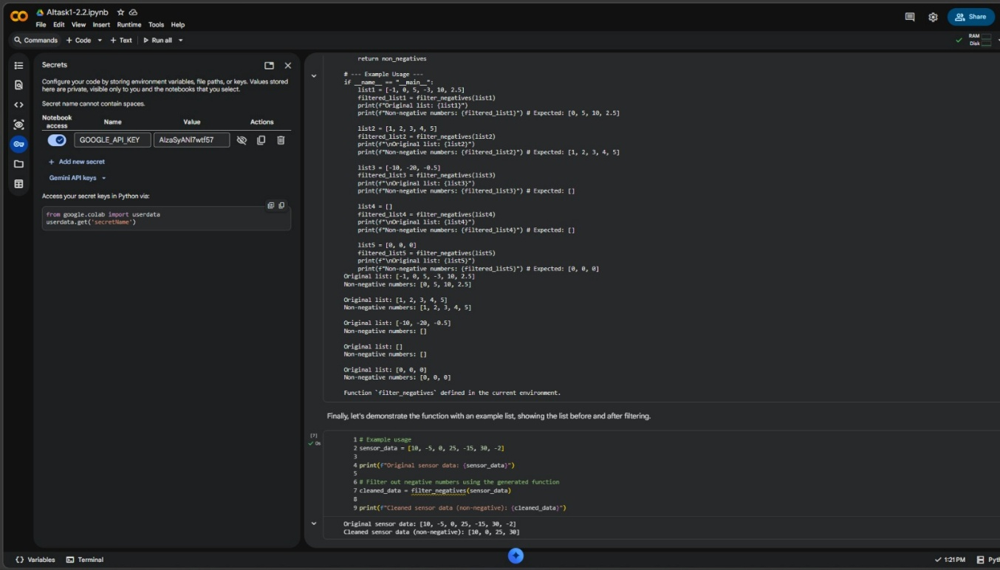 AItask1-2.2.ipynb
File Edit View Insert Runtime Tools Help
Share
Commands + Code + Text Run all
RAM
Disk
Secrets
Configure your code by storing environment variables, file paths, or keys. Values stored
here are private, visible only to you and the notebooks that you select.
Secret name cannot contain spaces.
Notebook access Name Value Actions
GOOGLE_API_KEY AIzaSyANI7wtf57
+ Add new secret
Gemini API keys
Access your secret keys in Python via:
from google.colab import userdata
userdata.get('secretName')
return non_negatives
# --- Example Usage ---
if __name__ == "__main__":
list1 = [-1, 0, 5, -3, 10, 2.5]
filtered_list1 = filter_negatives(list1)
print(f"Original list: {list1}")
print(f"Non-negative numbers: {filtered_list1}") # Expected: [0, 5, 10, 2.5]
list2 = [1, 2, 3, 4, 5]
filtered_list2 = filter_negatives(list2)
print(f"\nOriginal list: {list2}")
print(f"Non-negative numbers: {filtered_list2}") # Expected: [1, 2, 3, 4, 5]
list3 = [-10, -20, -0.5]
filtered_list3 = filter_negatives(list3)
print(f"\nOriginal list: {list3}")
print(f"Non-negative numbers: {filtered_list3}") # Expected: []
list4 = []
filtered_list4 = filter_negatives(list4)
print(f"\nOriginal list: {list4}")
print(f"Non-negative numbers: {filtered_list4}") # Expected: []
list5 = [0, 0, 0]
filtered_list5 = filter_negatives(list5)
print(f"\nOriginal list: {list5}")
print(f"Non-negative numbers: {filtered_list5}") # Expected: [0, 0, 0]
Original list: [-1, 0, 5, -3, 10, 2.5]
Non-negative numbers: [0, 5, 10, 2.5]
Original list: [1, 2, 3, 4, 5]
Non-negative numbers: [1, 2, 3, 4, 5]
Original list: [-10, -20, -0.5]
Non-negative numbers: []
Original list: []
Non-negative numbers: []
Original list: [0, 0, 0]
Non-negative numbers: [0, 0, 0]
Function `filter_negatives` defined in the current environment.
Finally, let's demonstrate the function with an example list, showing the list before and after filtering.
[7]
0s
1 # Example usage
2 sensor_data = [10, -5, 0, 25, -15, 30, -2]
3
4 print(f"Original sensor data: {sensor_data}")
5
6 # Filter out negative numbers using the generated function
7 cleaned_data = filter_negatives(sensor_data)
8
9 print(f"Cleaned sensor data (non-negative): {cleaned_data}")
Original sensor data: [10, -5, 0, 25, -15, 30, -2]
Cleaned sensor data (non-negative): [10, 0, 25, 30]
Variables Terminal
1:21 PM Pyt